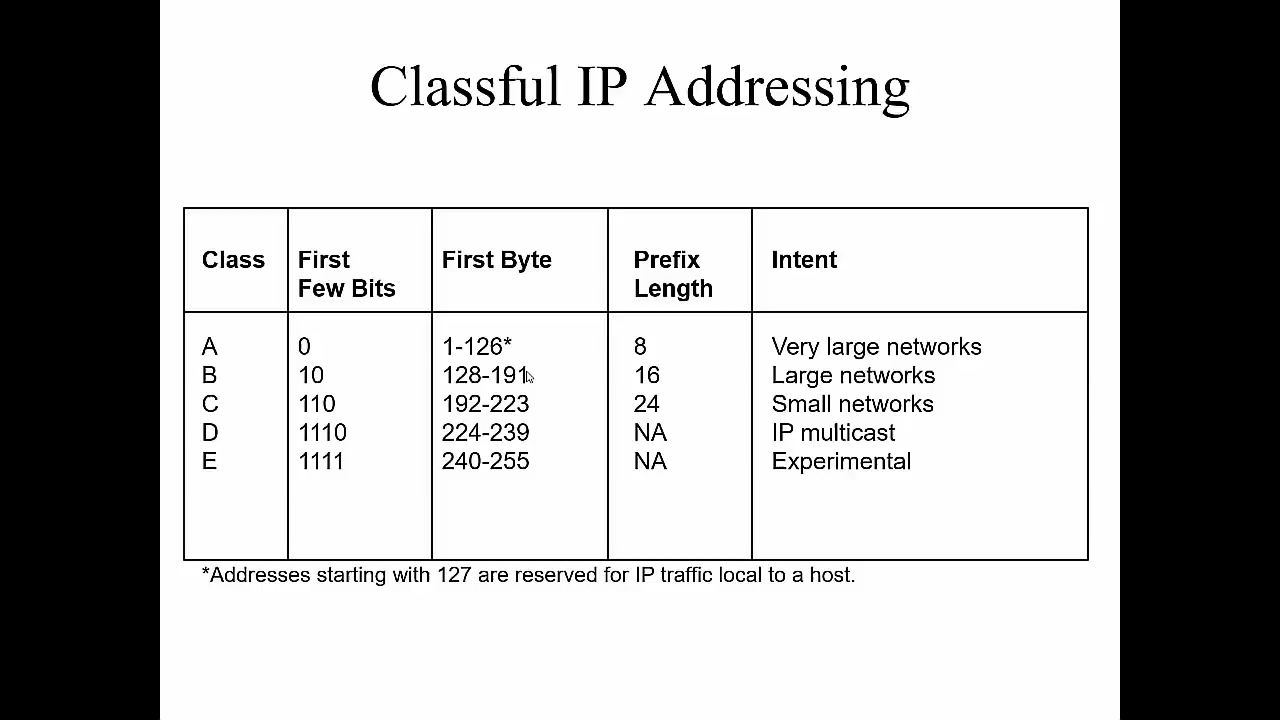 Classful IP Addressing
Class First Few Bits First Byte Prefix Length Intent
A 0 1-126* 8 Very large networks
B 10 128-191 16 Large networks
C 110 192-223 24 Small networks
D 1110 224-239 NA IP multicast
E 1111 240-255 NA Experimental
*Addresses starting with 127 are reserved for IP traffic local to a host.